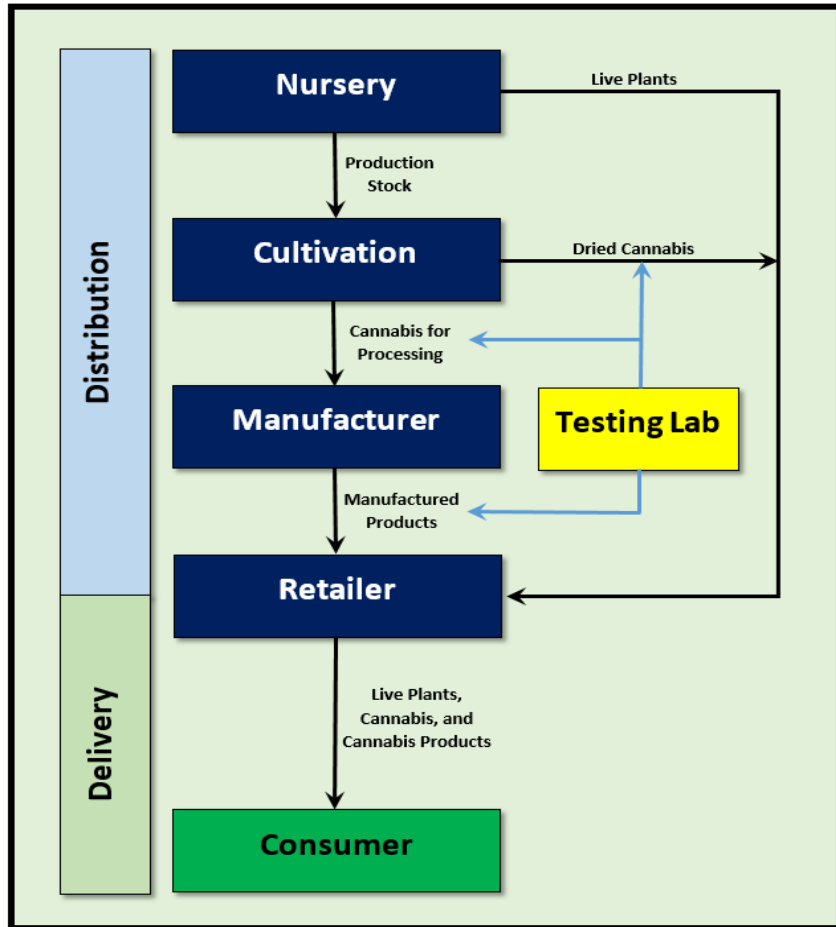 Nursery
Live Plants
Production
Stock
Cultivation
Dried Cannabis
Distribution
Cannabis for
Processing
Manufacturer
Testing Lab
Manufactured
Products
Retailer
Delivery
Live Plants,
Cannabis, and
Cannabis Products
Consumer